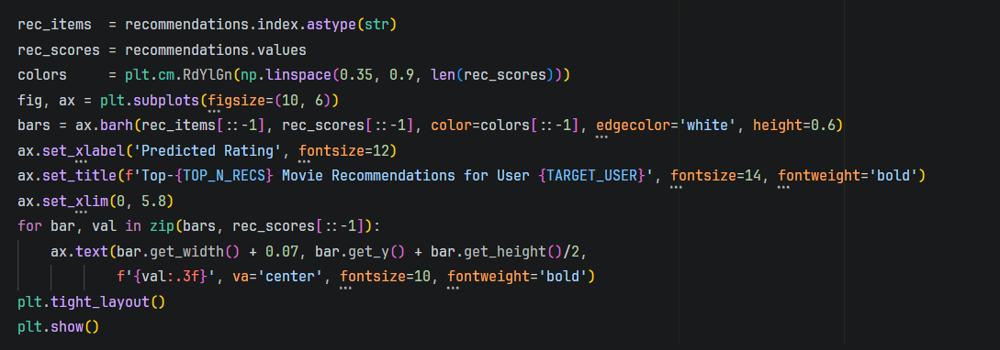 rec_items  = recommendations.index.astype(str)
rec_scores = recommendations.values
colors     = plt.cm.RdYlGn(np.linspace(0.35, 0.9, len(rec_scores)))
fig, ax = plt.subplots(figsize=(10, 6))
bars = ax.barh(rec_items[::-1], rec_scores[::-1], color=colors[::-1], edgecolor='white', height=0.6)
ax.set_xlabel('Predicted Rating', fontsize=12)
ax.set_title(f'Top-{TOP_N_RECS} Movie Recommendations for User {TARGET_USER}', fontsize=14, fontweight='bold')
ax.set_xlim(0, 5.8)
for bar, val in zip(bars, rec_scores[::-1]):
    ax.text(bar.get_width() + 0.07, bar.get_y() + bar.get_height()/2,
            f'{val:.3f}', va='center', fontsize=10, fontweight='bold')
plt.tight_layout()
plt.show()